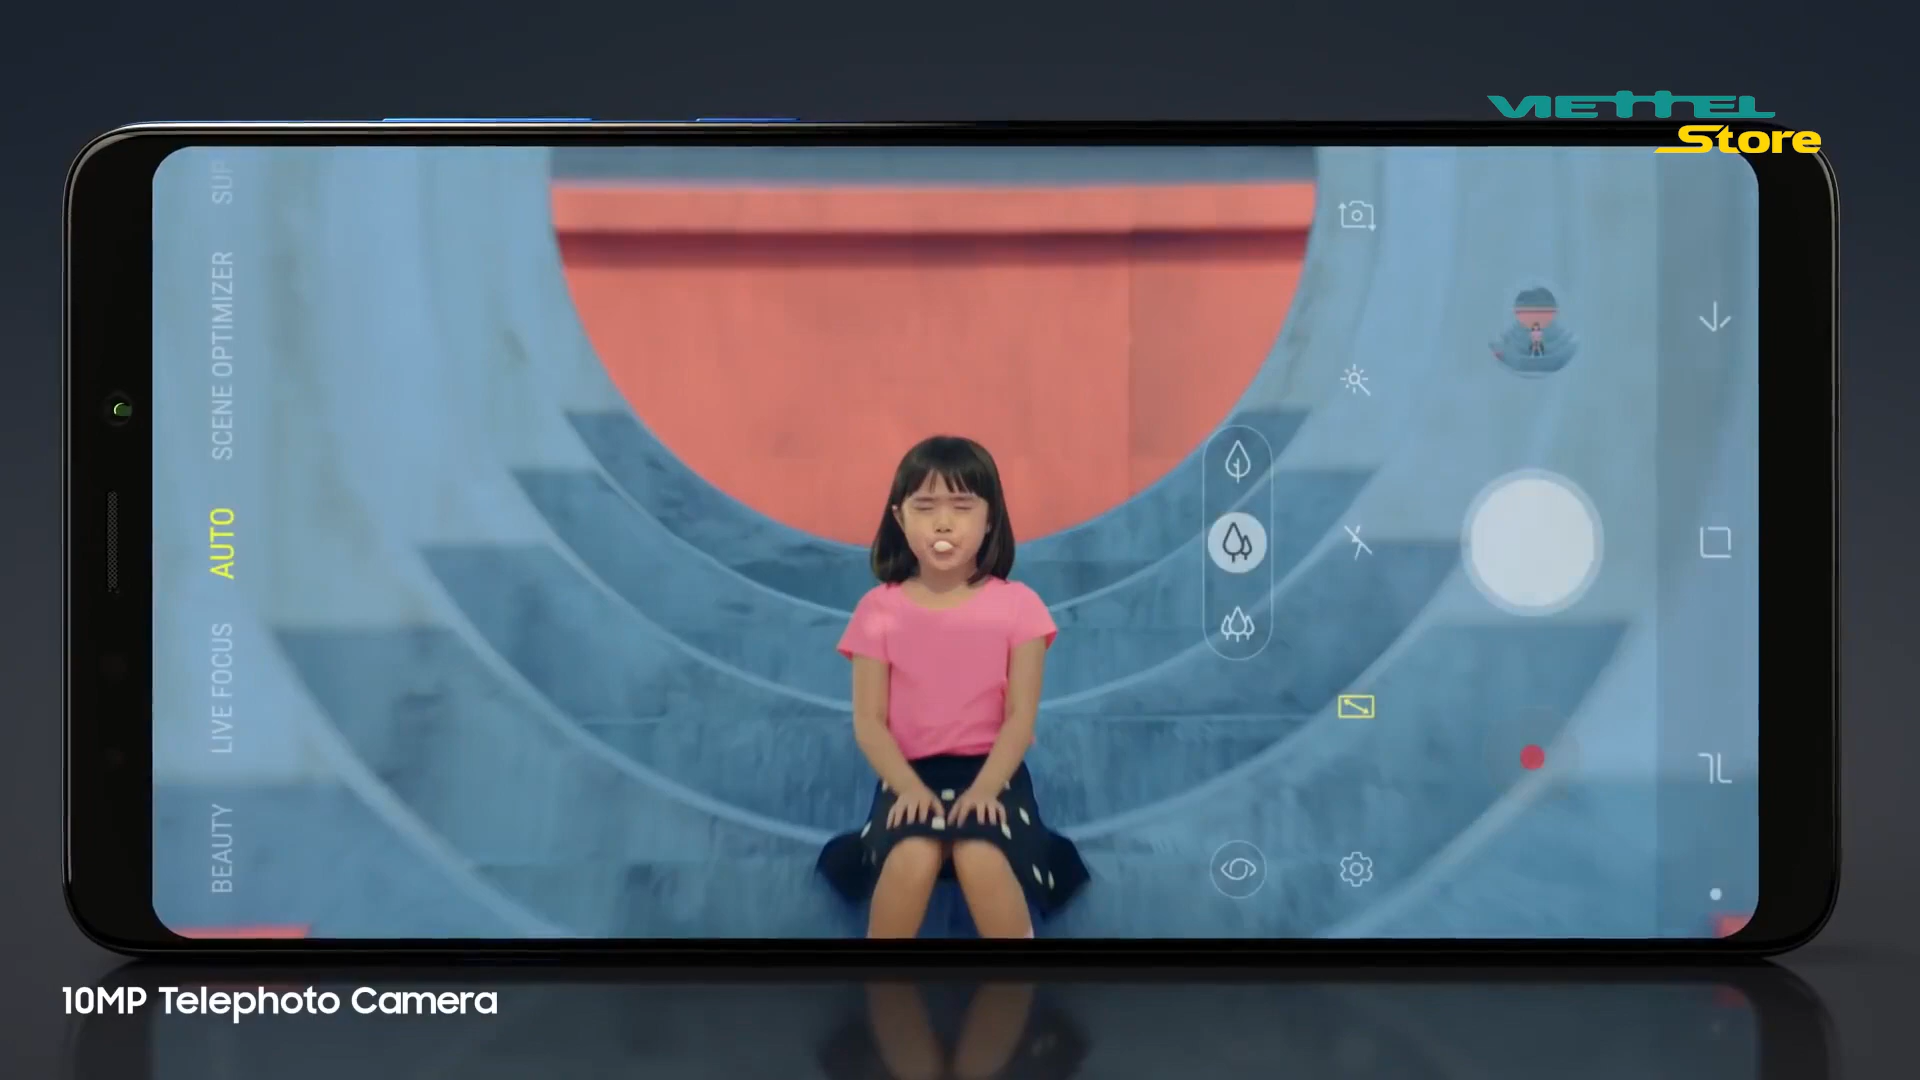 VIETTEL
Store
SUP
SCENE OPTIMIZER
AUTO
LIVE FOCUS
BEAUTY
10MP Telephoto Camera